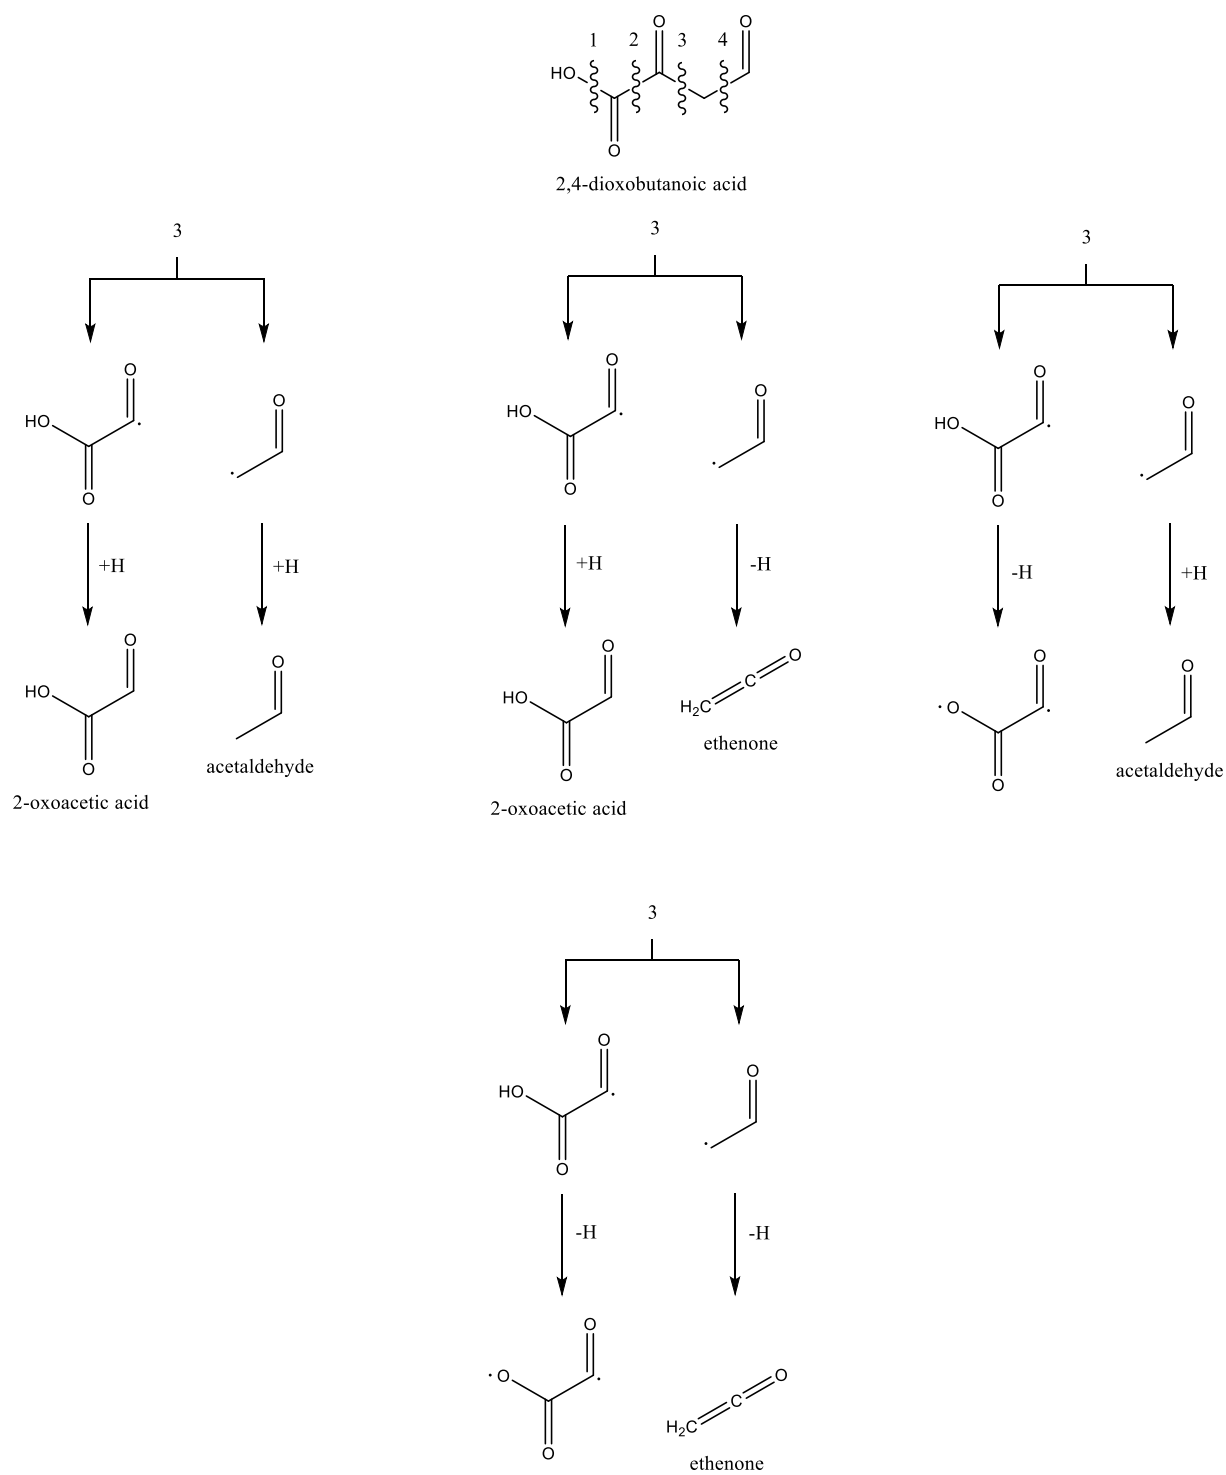 O O
1 2 3 4
HO
O
2,4-dioxobutanoic acid
3 3 3
O O O
O O O
HO HO HO
O O O
+H +H +H -H -H +H
O O O O O O
HO HO · O
C
H2C
O O O
ethenone
acetaldehyde acetaldehyde
2-oxoacetic acid 2-oxoacetic acid
3
O
O
HO
O
-H -H
O
· O O
C
H2C
O
ethenone